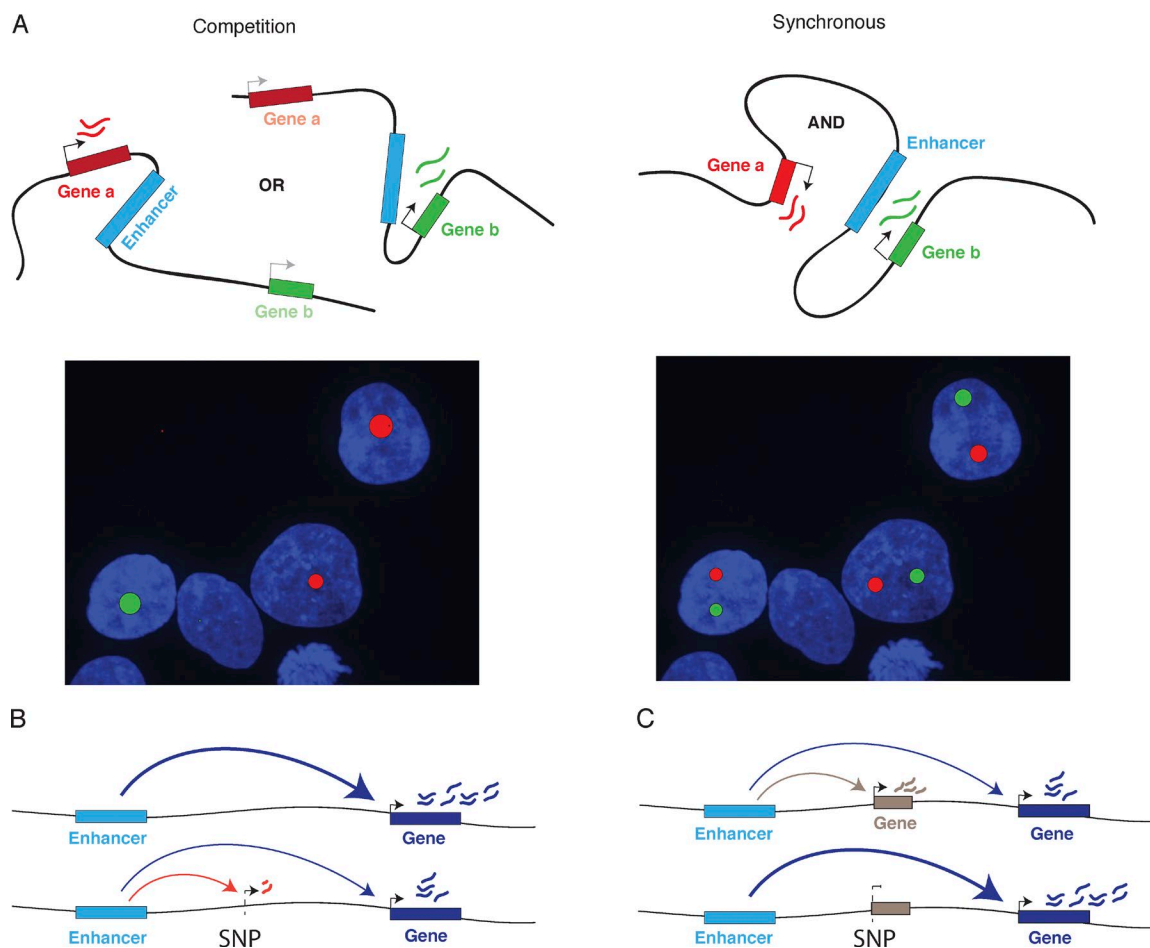 A
Competition
Synchronous
Gene a
Enhancer
OR
Gene a
Gene b
Gene b
AND
Gene a
Enhancer
Gene b
B
Enhancer
Gene
Enhancer
SNP
Gene
C
Enhancer
Gene
Gene
Enhancer
SNP
Gene